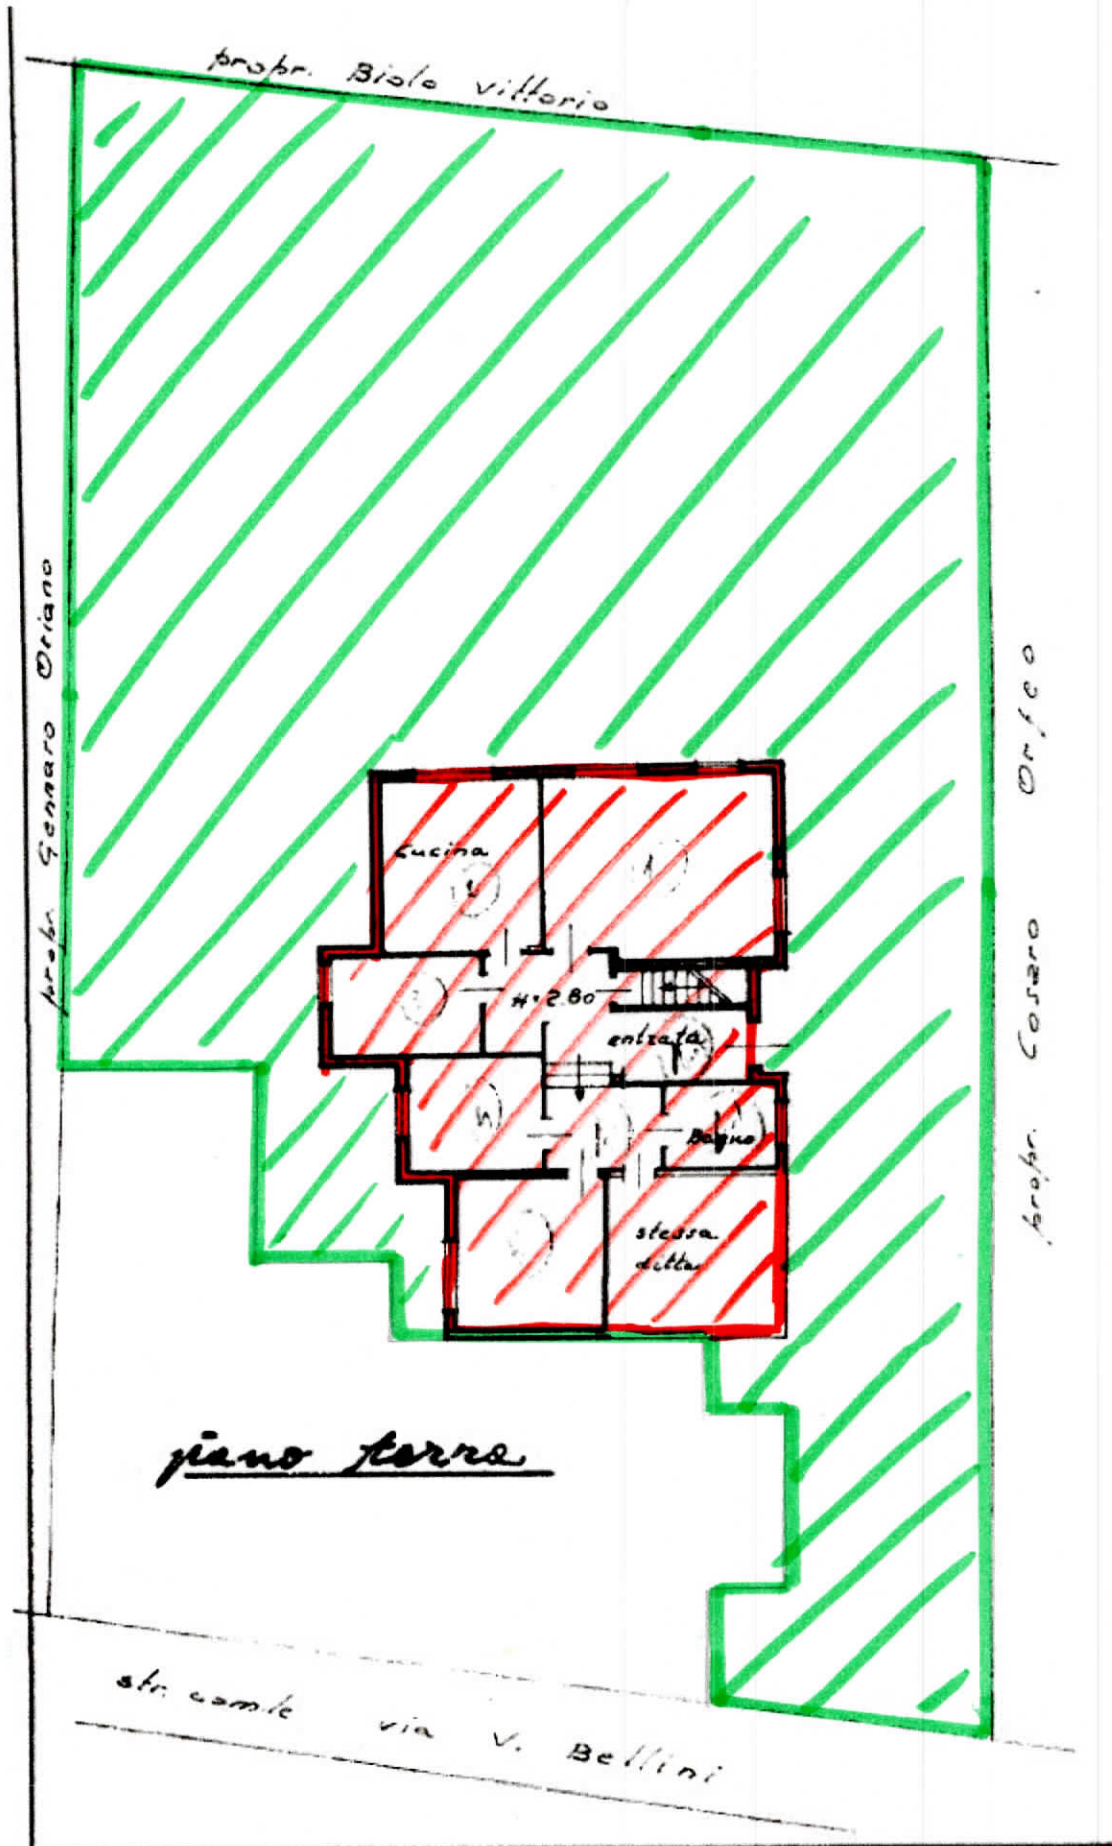 propr. Biolo Vittorio
propr. Gennaro Oriano
propr. Cosaro Orfeo
cucina
1
H=2.80
entrata
Bagno
stessa
ditta
piano terra
str. com.le via V. Bellini